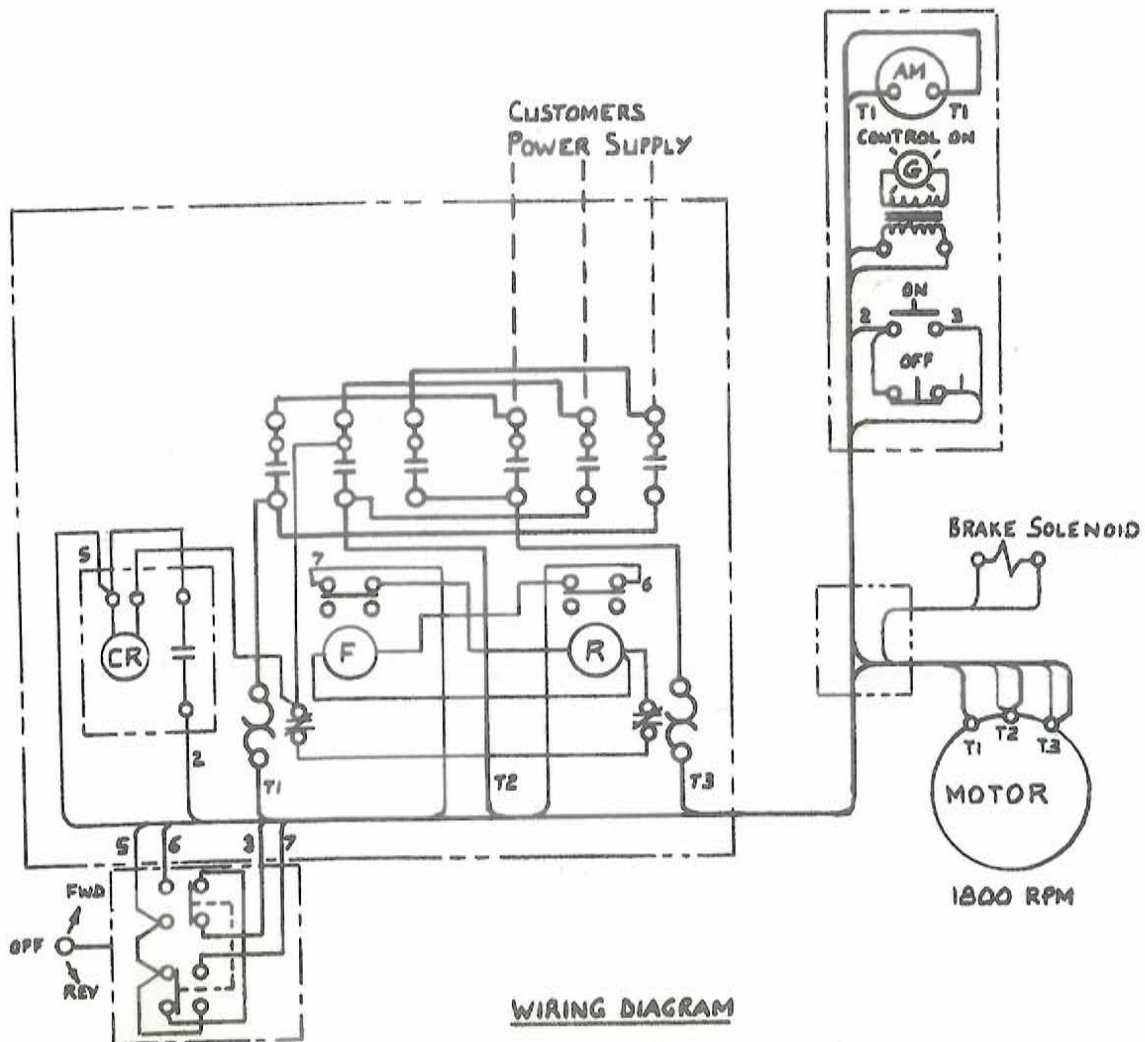 CUSTOMERS
POWER SUPPLY
AM
T1 T1
CONTROL ON
G
ON
2 3
OFF
1
BRAKE SOLENOID
5
7
6
CR
F
R
2
T1
T2
T3
T1 T2 T3
MOTOR
1800 RPM
5 6 3 7
FWD
OFF
REV
WIRING DIAGRAM